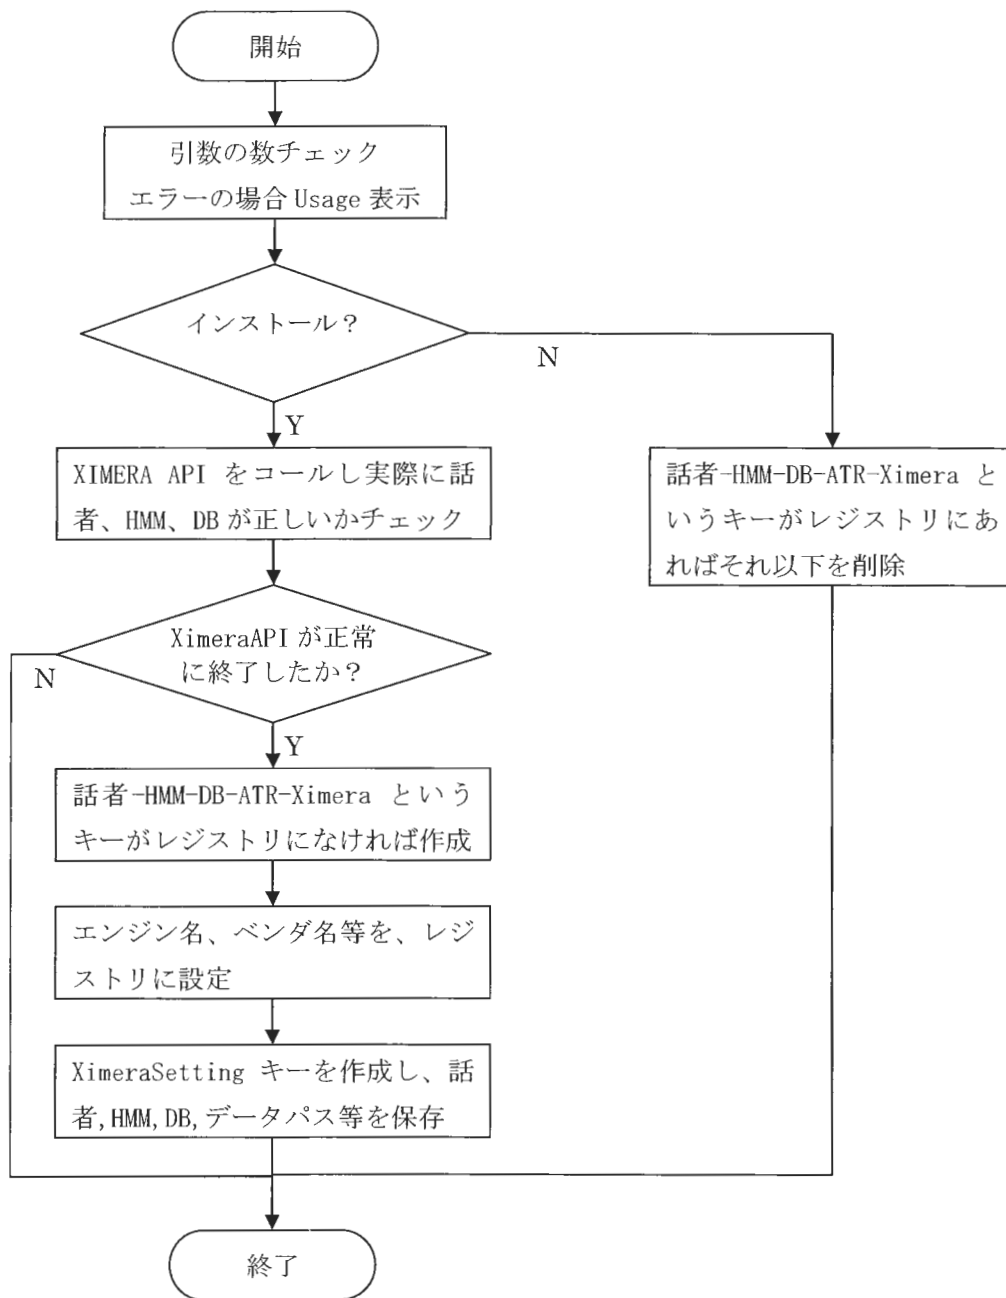 開始
引数の数チェック
エラーの場合 Usage 表示
インストール？
N
Y
XIMERA API をコールし実際に話
者、HMM、DB が正しいかチェック
話者-HMM-DB-ATR-Ximera と
いうキーがレジストリにあ
ればそれ以下を削除
XimeraAPI が正常
に終了したか？
N
Y
話者-HMM-DB-ATR-Ximera という
キーがレジストリになければ作成
エンジン名、ベンダ名等を、レジ
ストリに設定
XimeraSetting キーを作成し、話
者,HMM,DB,データパス等を保存
終了